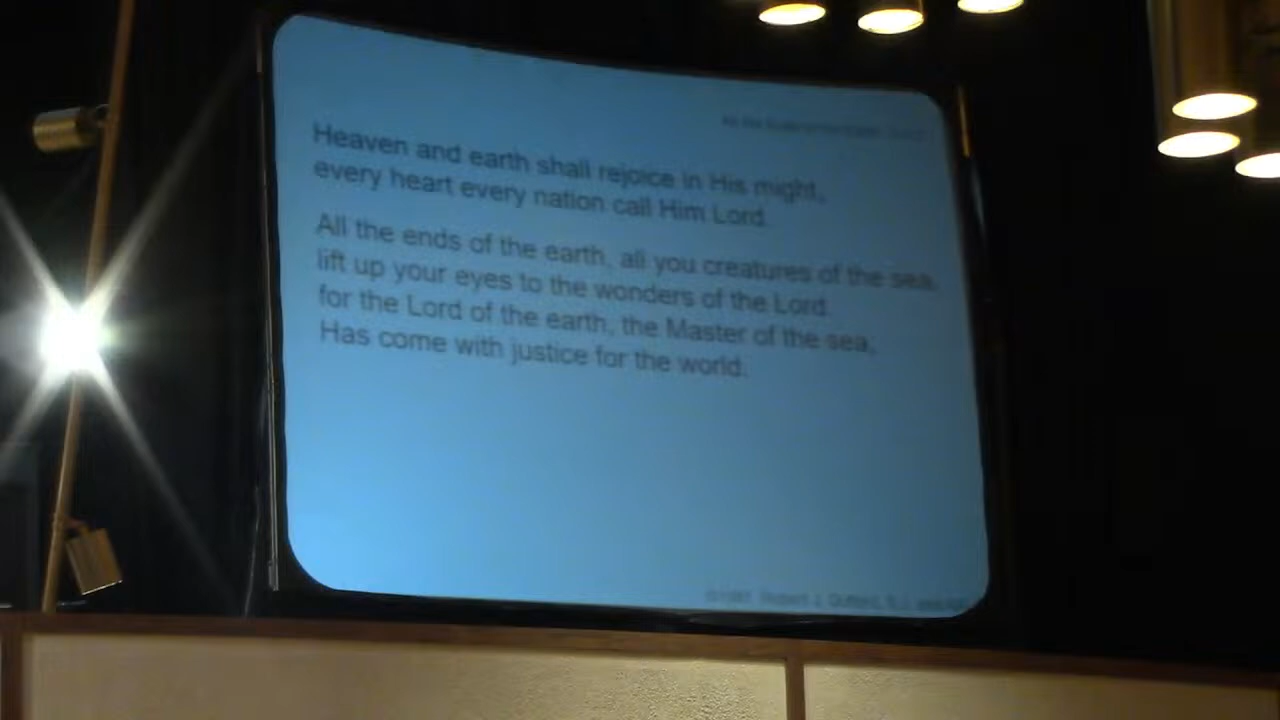 Heaven and earth shall rejoice in His might,
every heart every nation call Him Lord.
All the ends of the earth, all you creatures of the sea,
lift up your eyes to the wonders of the Lord.
for the Lord of the earth, the Master of the sea,
Has come with justice for the world.